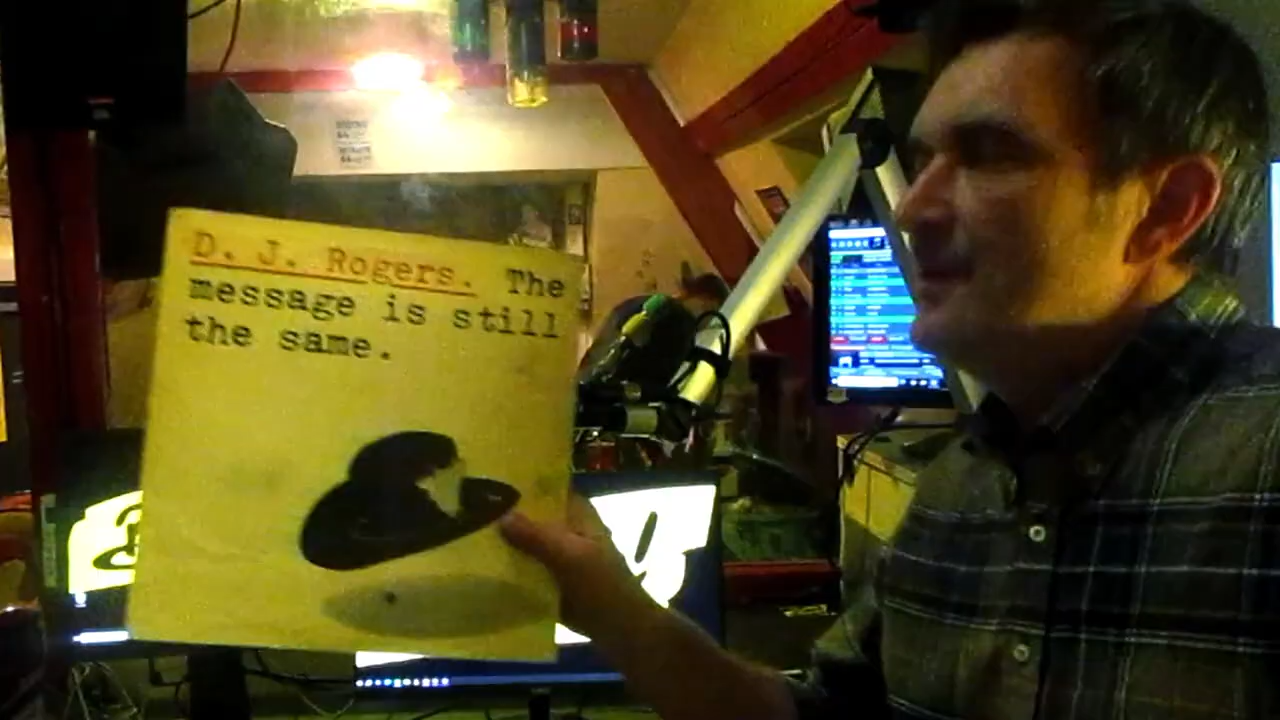 D. J. Rogers. The
message is still
the same.